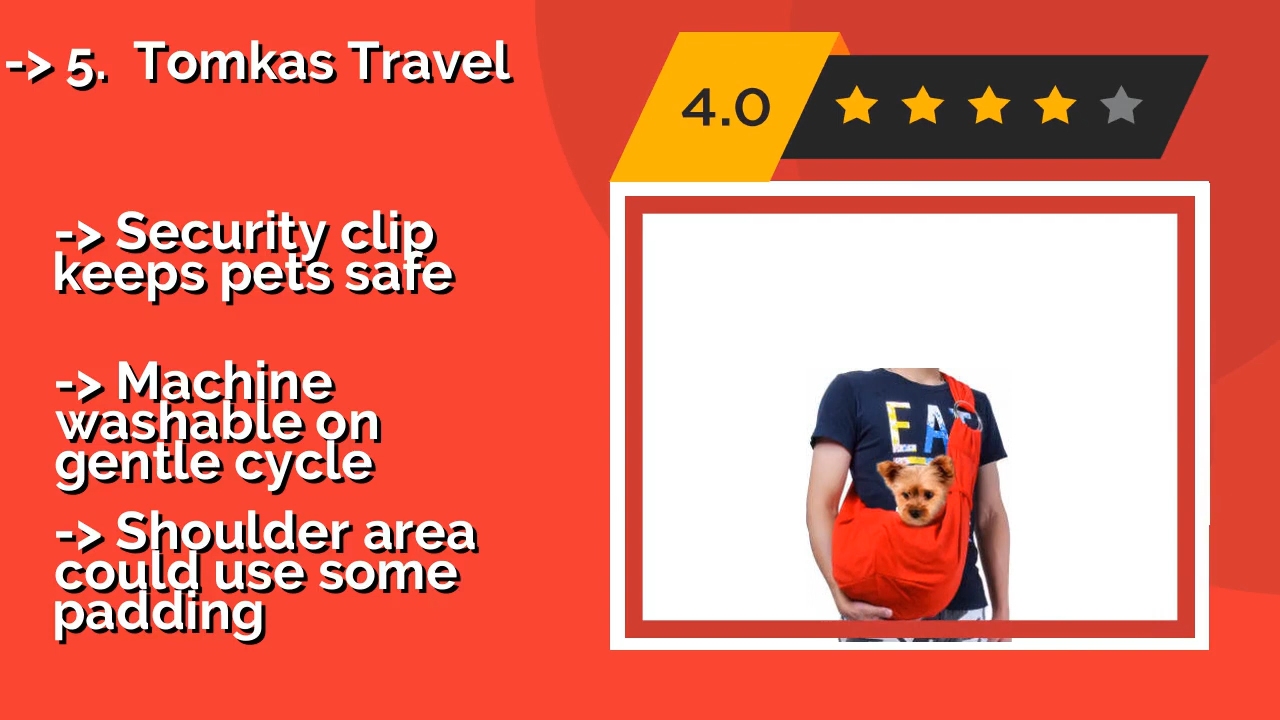 -> 5.  Tomkas Travel
4.0
-> Security clip
keeps pets safe
-> Machine
washable on
gentle cycle
-> Shoulder area
could use some
padding
EA